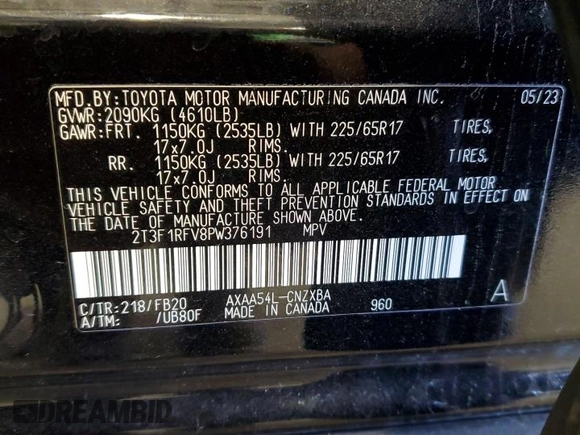 MFD.BY:TOYOTA MOTOR MANUFACTURING CANADA INC. 05/23
GVWR:2090KG (4610LB)
GAWR:FRT. 1150KG (2535LB) WITH 225/65R17 TIRES,
17x7.0J RIMS.
RR. 1150KG (2535LB) WITH 225/65R17 TIRES,
17x7.0J RIMS.
THIS VEHICLE CONFORMS TO ALL APPLICABLE FEDERAL MOTOR
VEHICLE SAFETY AND THEFT PREVENTION STANDARDS IN EFFECT ON
THE DATE OF MANUFACTURE SHOWN ABOVE.
2T3F1RFV8PW376191 MPV
C/TR:218/FB20 AXAA54L-CNZXBA 960 A
A/TM: /UB80F MADE IN CANADA
DREAMBID